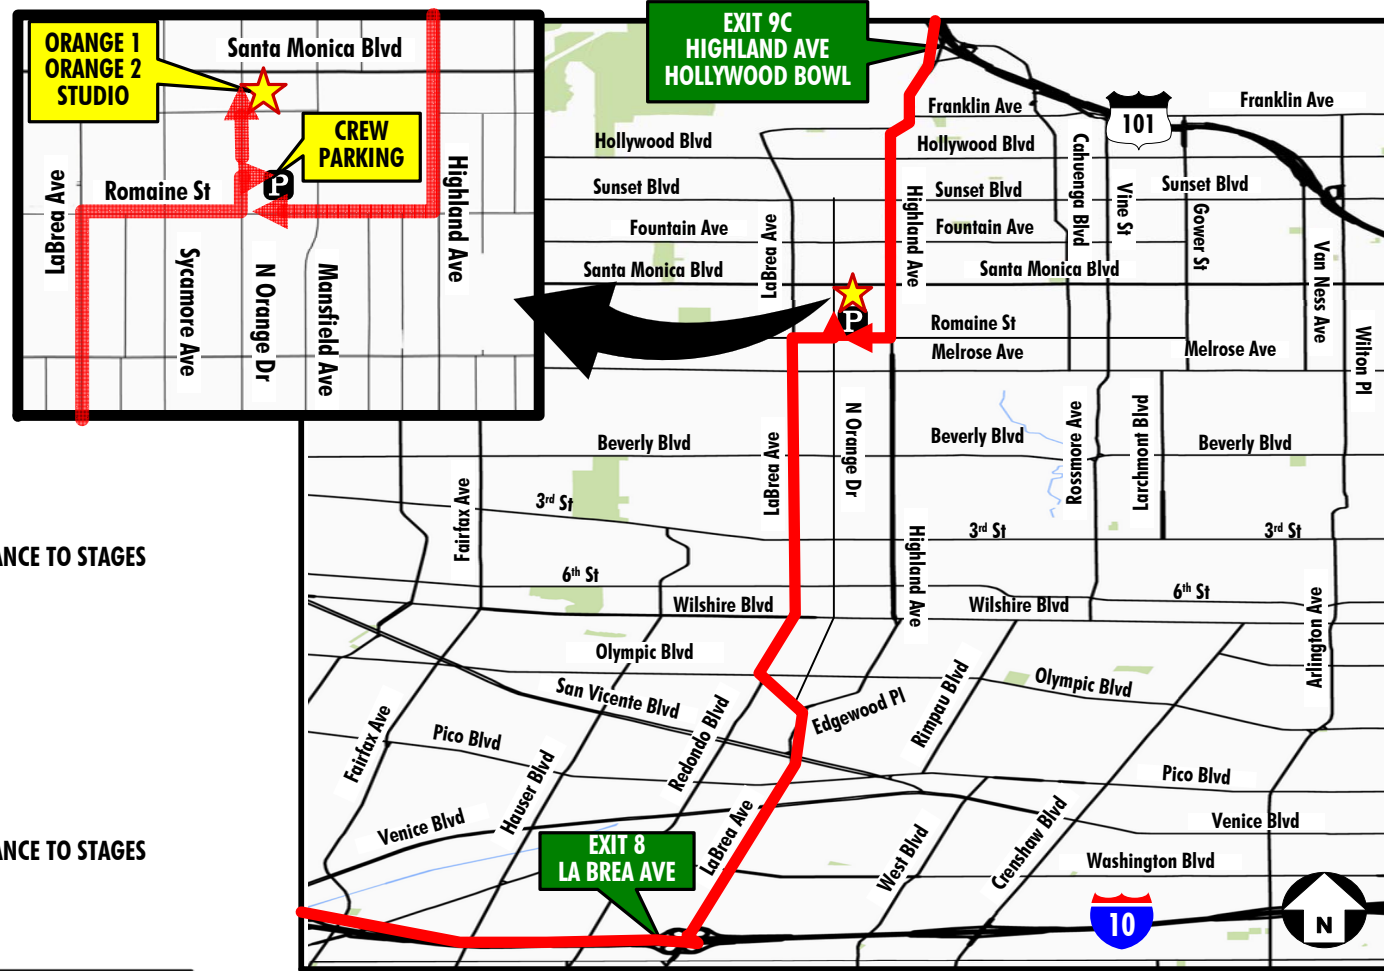 ORANGE 1
ORANGE 2
STUDIO
Santa Monica Blvd
CREW
PARKING
P
Romaine St
LaBrea Ave
Sycamore Ave
N Orange Dr
Mansfield Ave
Highland Ave
EXIT 9C
HIGHLAND AVE
HOLLYWOOD BOWL
101
Franklin Ave
Franklin Ave
Hollywood Blvd
Hollywood Blvd
Sunset Blvd
Sunset Blvd
Sunset Blvd
Fountain Ave
Fountain Ave
Santa Monica Blvd
Santa Monica Blvd
LaBrea Ave
Highland Ave
Cahuenga Blvd
Vine St
Gower St
Van Ness Ave
Wilton Pl
P
Romaine St
Melrose Ave
Melrose Ave
Beverly Blvd
Beverly Blvd
Beverly Blvd
LaBrea Ave
N Orange Dr
Rossmore Ave
Larchmont Blvd
Fairfax Ave
3rd St
3rd St
3rd St
Highland Ave
6th St
6th St
Wilshire Blvd
Wilshire Blvd
Arlington Ave
Olympic Blvd
Olympic Blvd
San Vicente Blvd
Edgewood Pl
Rimpau Blvd
Redondo Blvd
Fairfax Ave
Pico Blvd
Pico Blvd
Hauser Blvd
Venice Blvd
Venice Blvd
LaBrea Ave
West Blvd
Crenshaw Blvd
Washington Blvd
EXIT 8
LA BREA AVE
10
N
ANCE TO STAGES
ANCE TO STAGES